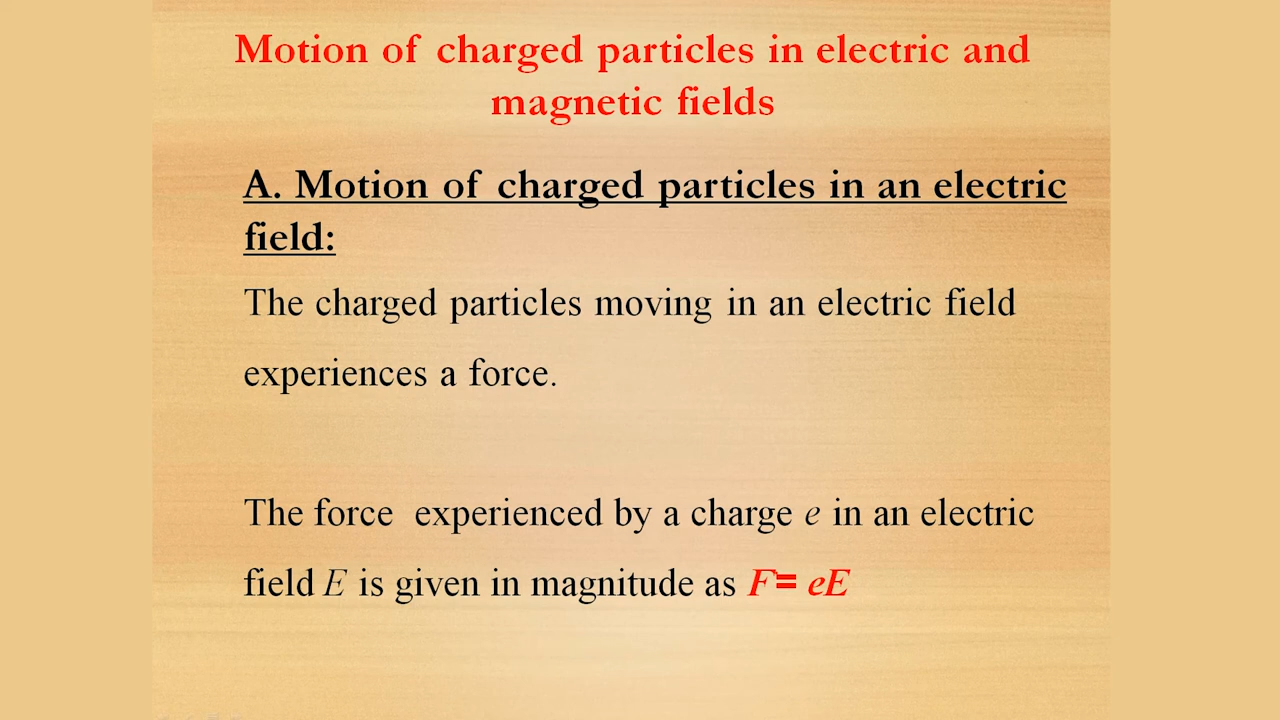 Motion of charged particles in electric and
magnetic fields
A. Motion of charged particles in an electric
field:
The charged particles moving in an electric field
experiences a force.
The force experienced by a charge e in an electric
field E is given in magnitude as F= eE